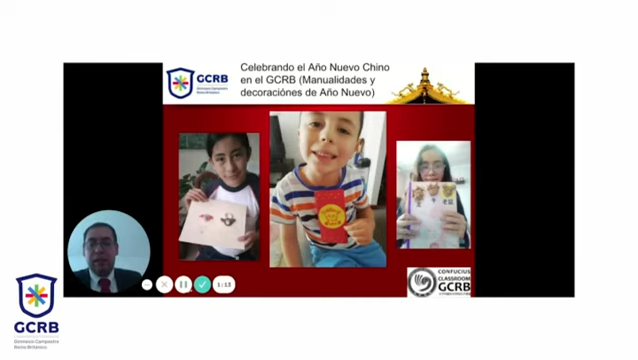 GCRB
Gimnasio Campestre
Reino Británico
Celebrando el Año Nuevo Chino
en el GCRB (Manualidades y
decoraciónes de Año Nuevo)
1:13
CONFUCIUS
CLASSROOM
GCRB
GCRB
Gimnasio Campestre
Reino Británico